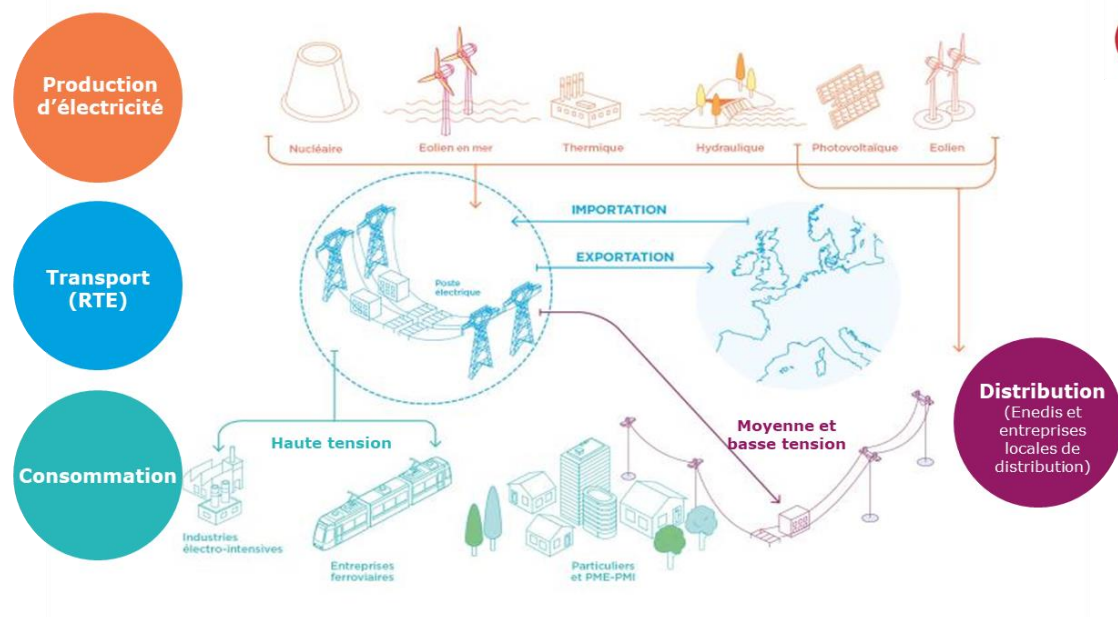 Production
d’électricité
Nucléaire
Eolien en mer
Thermique
Hydraulique
Photovoltaïque
Eolien
Transport
(RTE)
IMPORTATION
EXPORTATION
Poste
électrique
Distribution
(Enedis et
entreprises
locales de
distribution)
Consommation
Haute tension
Moyenne et
basse tension
Industries
électro-intensives
Entreprises
ferroviaires
Particuliers
et PME-PMI